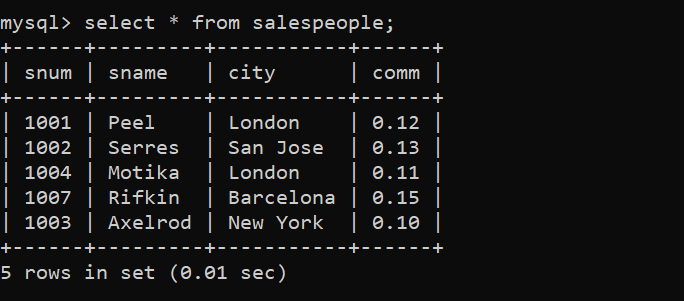 mysql> select * from salespeople;
+------+---------+-----------+------+
| snum | sname   | city      | comm |
+------+---------+-----------+------+
| 1001 | Peel    | London    | 0.12 |
| 1002 | Serres  | San Jose  | 0.13 |
| 1004 | Motika  | London    | 0.11 |
| 1007 | Rifkin  | Barcelona | 0.15 |
| 1003 | Axelrod | New York  | 0.10 |
+------+---------+-----------+------+
5 rows in set (0.01 sec)